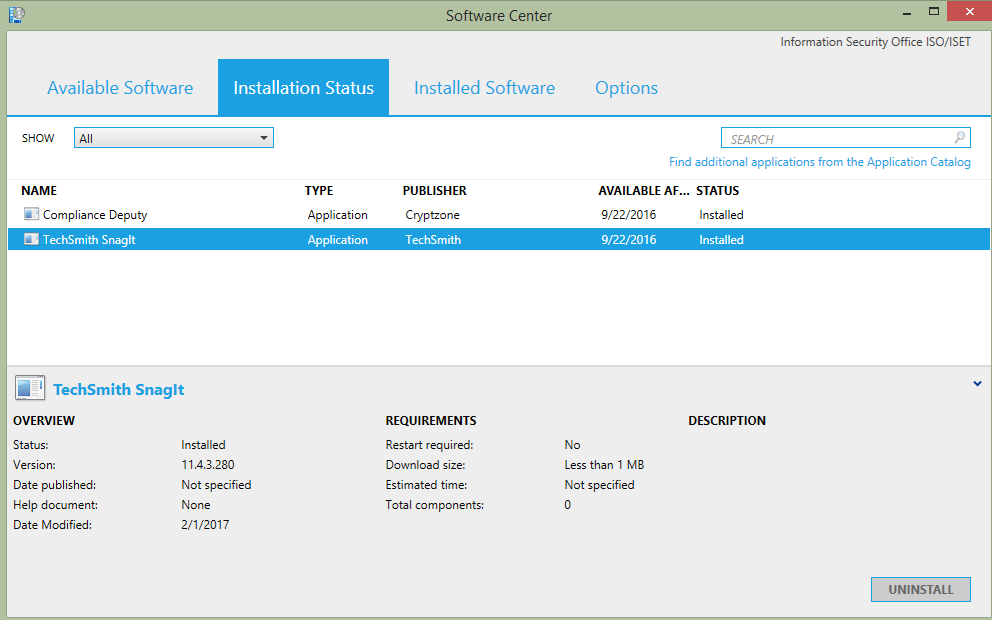 Software Center
Information Security Office ISO/ISET
Available Software Installation Status Installed Software Options
SHOW All SEARCH
Find additional applications from the Application Catalog
NAME TYPE PUBLISHER AVAILABLE AF... STATUS
Compliance Deputy Application Cryptzone 9/22/2016 Installed
TechSmith SnagIt Application TechSmith 9/22/2016 Installed
TechSmith SnagIt
OVERVIEW REQUIREMENTS DESCRIPTION
Status: Installed Restart required: No
Version: 11.4.3.280 Download size: Less than 1 MB
Date published: Not specified Estimated time: Not specified
Help document: None Total components: 0
Date Modified: 2/1/2017
UNINSTALL